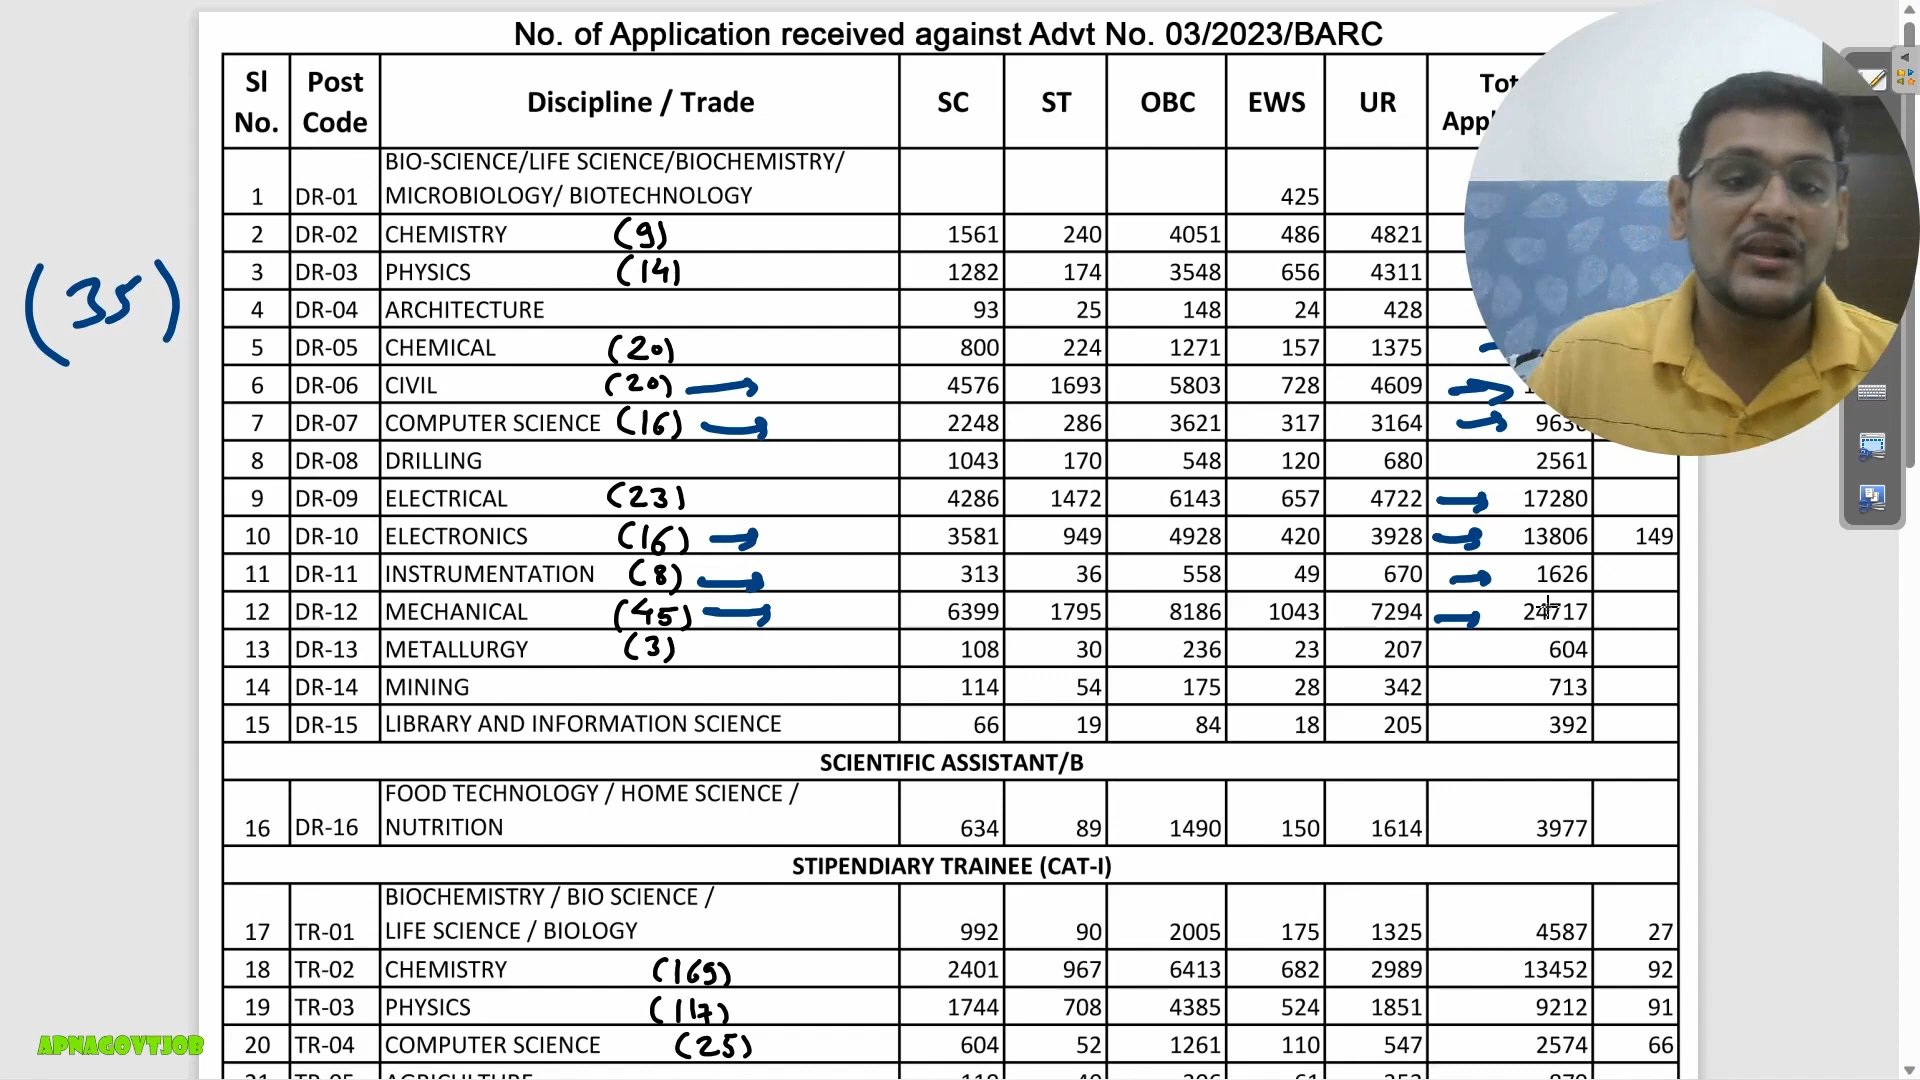 No. of Application received against Advt No. 03/2023/BARC
Sl No. Post Code Discipline / Trade SC ST OBC EWS UR
BIO-SCIENCE/LIFE SCIENCE/BIOCHEMISTRY/
1 DR-01 MICROBIOLOGY/ BIOTECHNOLOGY 425
2 DR-02 CHEMISTRY (9) 1561 240 4051 486 4821
3 DR-03 PHYSICS (14) 1282 174 3548 656 4311
(35)
4 DR-04 ARCHITECTURE 93 25 148 24 428
5 DR-05 CHEMICAL (20) 800 224 1271 157 1375
6 DR-06 CIVIL (20) 4576 1693 5803 728 4609
7 DR-07 COMPUTER SCIENCE (16) 2248 286 3621 317 3164
8 DR-08 DRILLING 1043 170 548 120 680 2561
9 DR-09 ELECTRICAL (23) 4286 1472 6143 657 4722 17280
10 DR-10 ELECTRONICS (16) 3581 949 4928 420 3928 13806 149
11 DR-11 INSTRUMENTATION (8) 313 36 558 49 670 1626
12 DR-12 MECHANICAL (45) 6399 1795 8186 1043 7294 24717
13 DR-13 METALLURGY (3) 108 30 236 23 207 604
14 DR-14 MINING 114 54 175 28 342 713
15 DR-15 LIBRARY AND INFORMATION SCIENCE 66 19 84 18 205 392
SCIENTIFIC ASSISTANT/B
FOOD TECHNOLOGY / HOME SCIENCE /
16 DR-16 NUTRITION 634 89 1490 150 1614 3977
STIPENDIARY TRAINEE (CAT-I)
BIOCHEMISTRY / BIO SCIENCE /
17 TR-01 LIFE SCIENCE / BIOLOGY 992 90 2005 175 1325 4587 27
18 TR-02 CHEMISTRY 2401 967 6413 682 2989 13452 92
19 TR-03 PHYSICS (117) 1744 708 4385 524 1851 9212 91
20 TR-04 COMPUTER SCIENCE (25) 604 52 1261 110 547 2574 66
APNAGOVTJOB